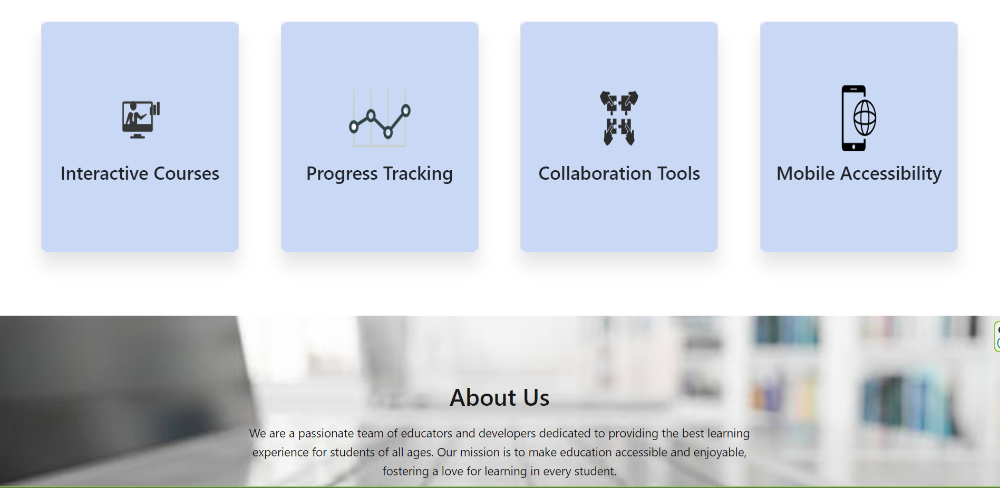 Interactive Courses
Progress Tracking
Collaboration Tools
Mobile Accessibility
About Us
We are a passionate team of educators and developers dedicated to providing the best learning
experience for students of all ages. Our mission is to make education accessible and enjoyable,
fostering a love for learning in every student.